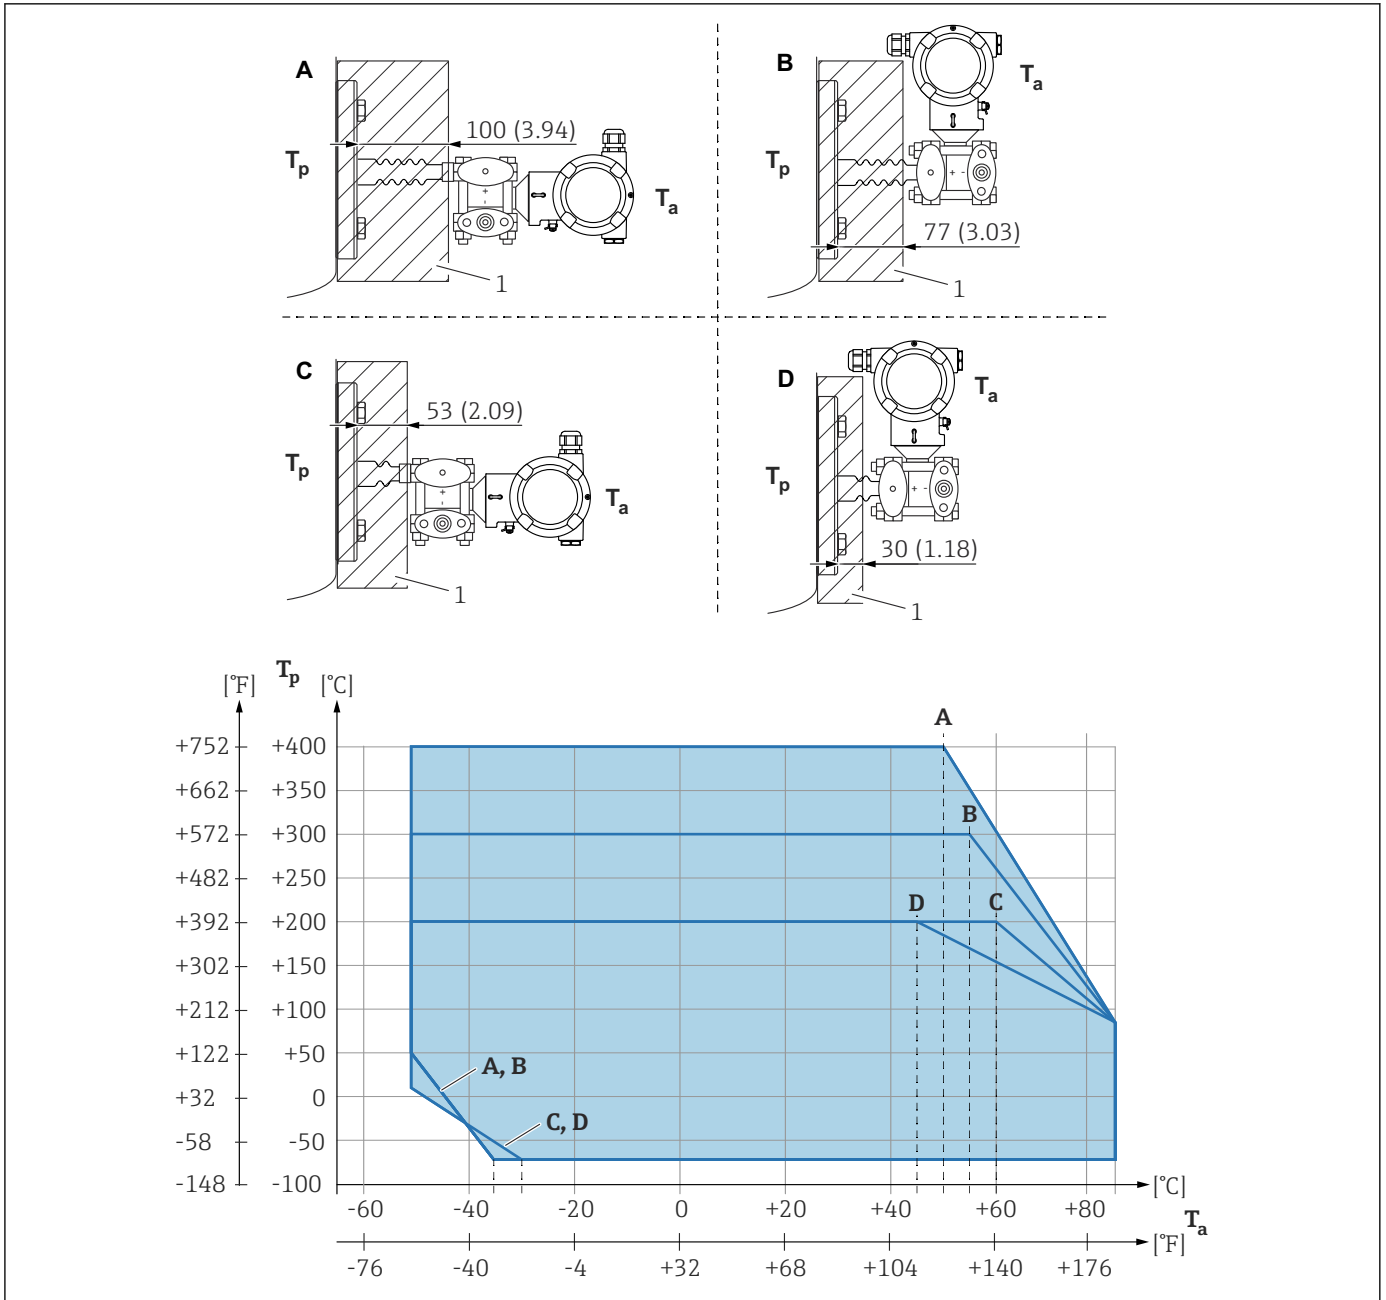 A
100 (3.94)
Tp
Ta
1
B
Ta
Tp
77 (3.03)
1
C
53 (2.09)
Tp
Ta
1
D
Ta
Tp
30 (1.18)
1
Tp
[°F] [°C]
A
+752 +400
+662 +350
B
+572 +300
+482 +250
D C
+392 +200
+302 +150
+212 +100
+122 +50
A, B
+32 0
C, D
-58 -50
-148 -100
[°C]
-60 -40 -20 0 +20 +40 +60 +80
Ta
[°F]
-76 -40 -4 +32 +68 +104 +140 +176